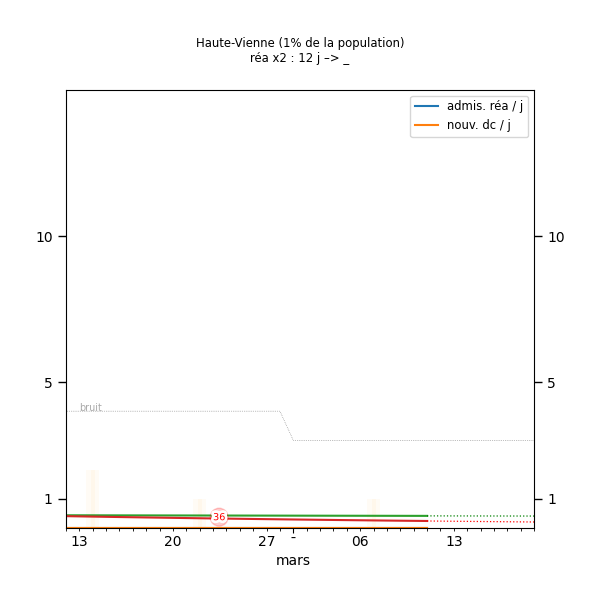 Haute-Vienne (1% de la population)
réa x2 : 12 j –> _
admis. réa / j
nouv. dc / j
10 10
5 5
bruit
1 1
36
13 20 27 - 06 13
mars